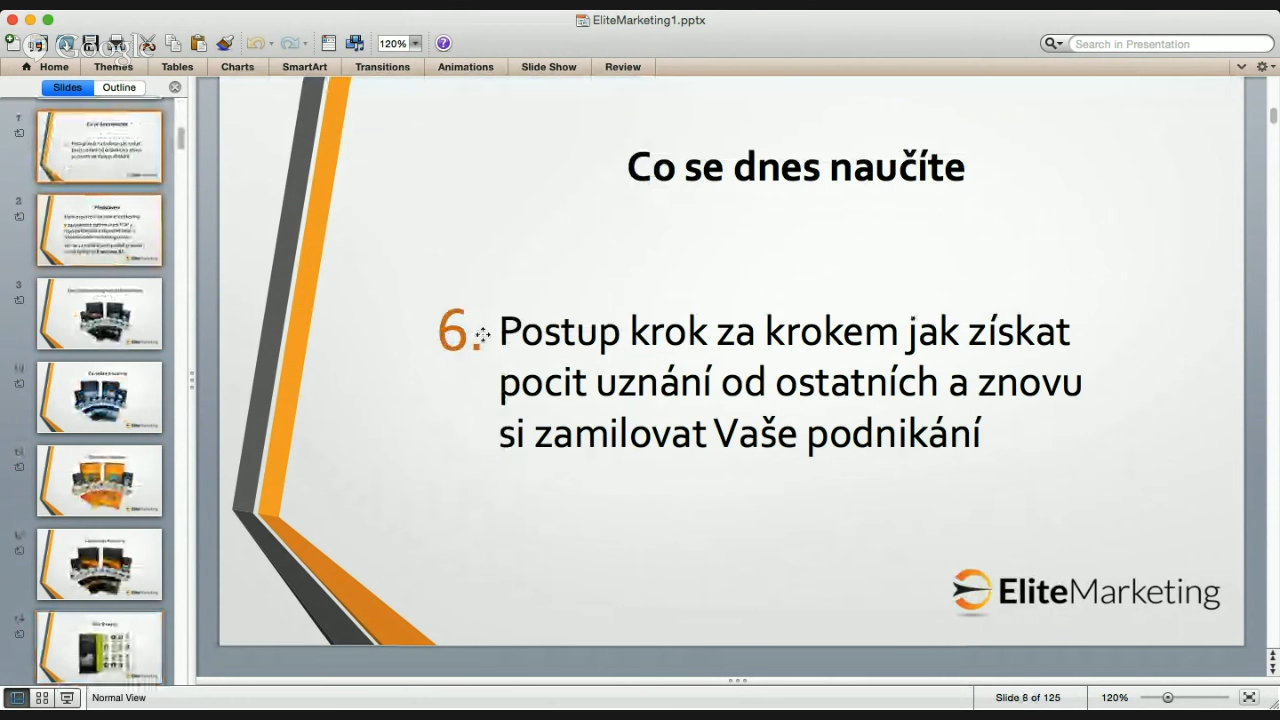 EliteMarketing1.pptx
Google
120%
Search in Presentation
Home
Themes
Tables
Charts
SmartArt
Transitions
Animations
Slide Show
Review
Slides
Outline
Co se dnes naučíte
6. Postup krok za krokem jak získat
pocit uznání od ostatních a znovu
si zamilovat Vaše podnikání
EliteMarketing
Normal View
Slide 8 of 125
120%